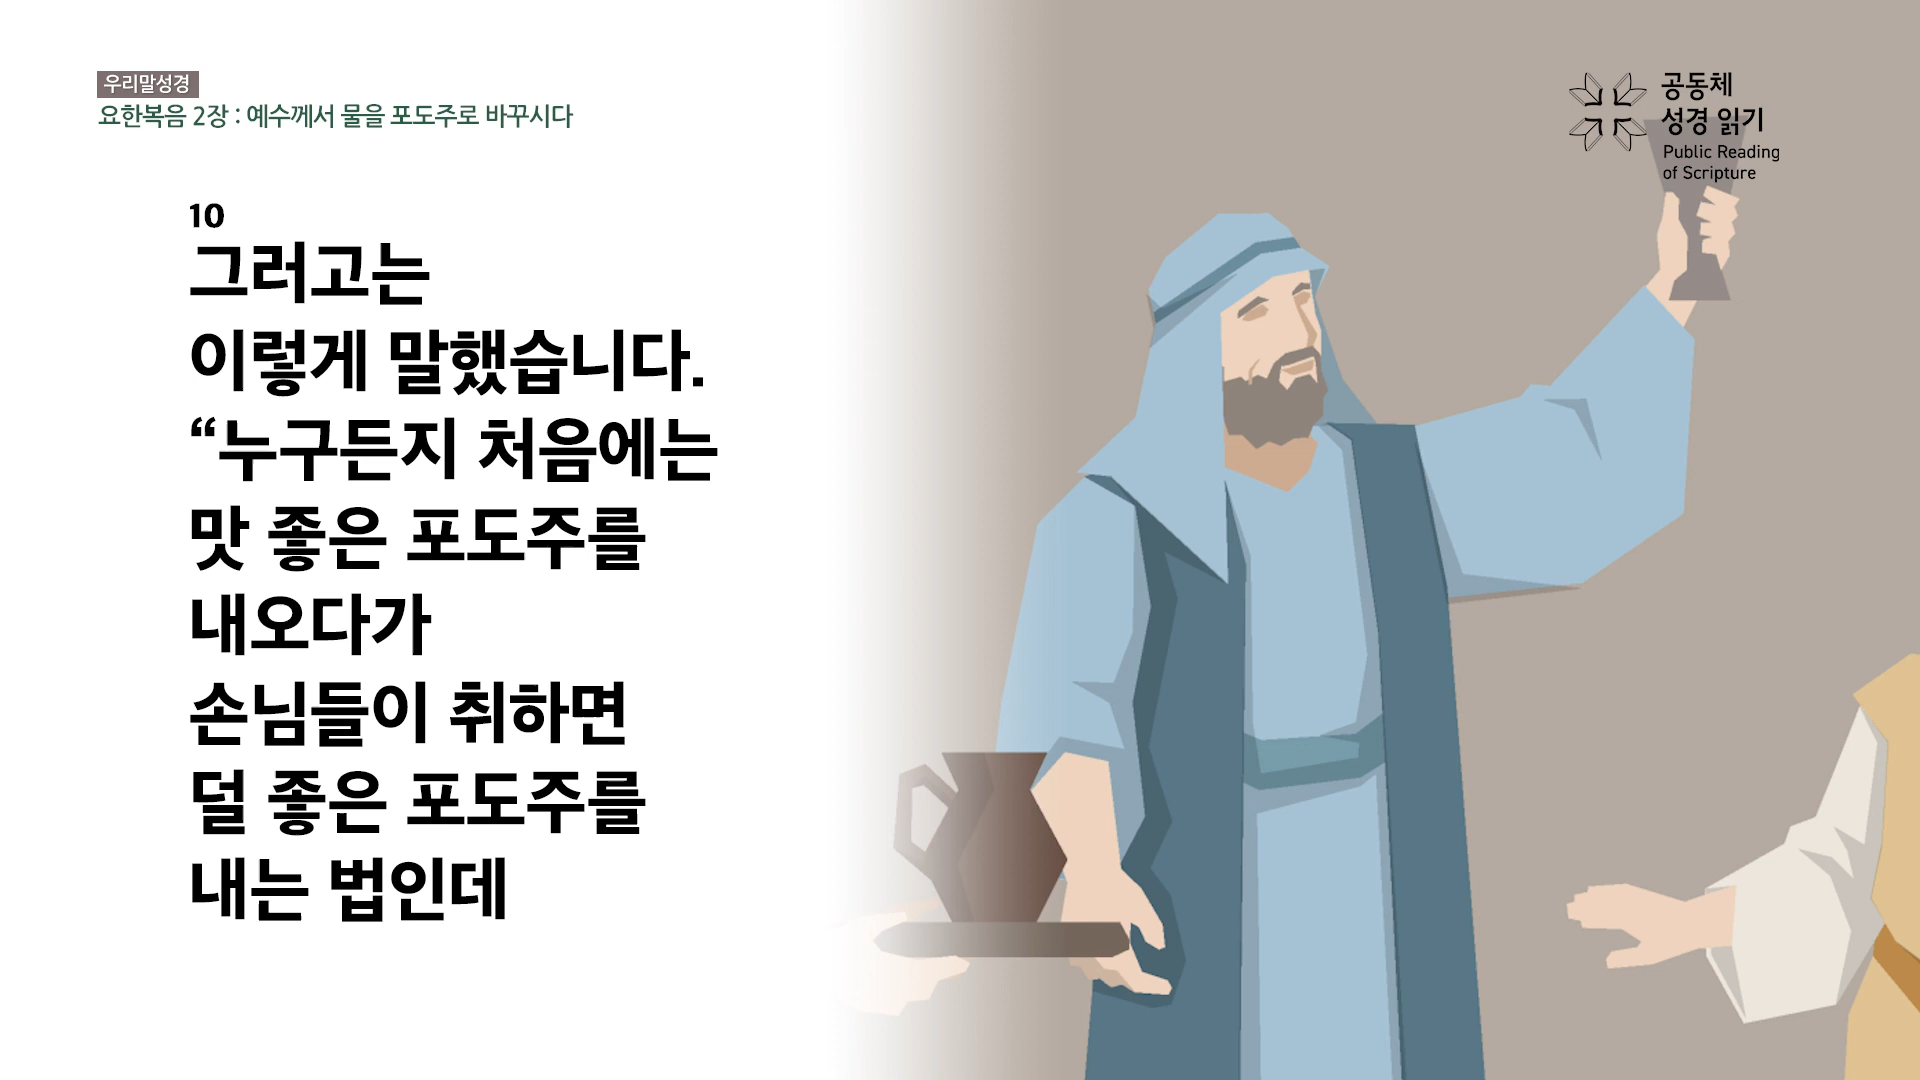 우리말성경
요한복음 2장 : 예수께서 물을 포도주로 바꾸시다
공동체
성경 읽기
Public Reading
of Scripture
10
그러고는
이렇게 말했습니다.
“누구든지 처음에는
맛 좋은 포도주를
내오다가
손님들이 취하면
덜 좋은 포도주를
내는 법인데